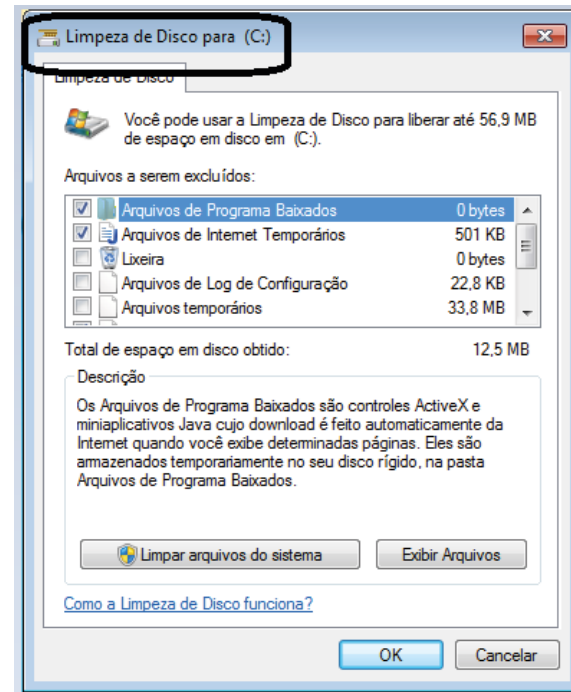 Limpeza de Disco para (C:)
Limpeza de Disco
Você pode usar a Limpeza de Disco para liberar até 56,9 MB
de espaço em disco em (C:).
Arquivos a serem excluídos:
Arquivos de Programa Baixados 0 bytes
Arquivos de Internet Temporários 501 KB
Lixeira 0 bytes
Arquivos de Log de Configuração 22,8 KB
Arquivos temporários 33,8 MB
Total de espaço em disco obtido: 12,5 MB
Descrição
Os Arquivos de Programa Baixados são controles ActiveX e
miniaplicativos Java cujo download é feito automaticamente da
Internet quando você exibe determinadas páginas. Eles são
armazenados temporariamente no seu disco rígido, na pasta
Arquivos de Programa Baixados.
Limpar arquivos do sistema Exibir Arquivos
Como a Limpeza de Disco funciona?
OK Cancelar